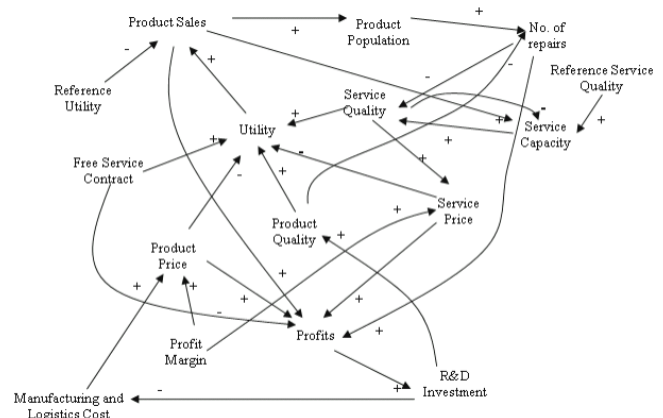 Product Sales
+
Product
Population
+
No. of
repairs
-
+
-
-
Reference Service
Quality
Reference
Utility
Service
Quality
+
-
+
+
Service
Capacity
Utility
+
-
+
Free Service
Contract
+
+
-
Service
Price
Product
Quality
+
+
Product
Price
+
+
+
+
-
+
+
Profits
Profit
Margin
+
R&D
Investment
-
Manufacturing and
Logistics Cost